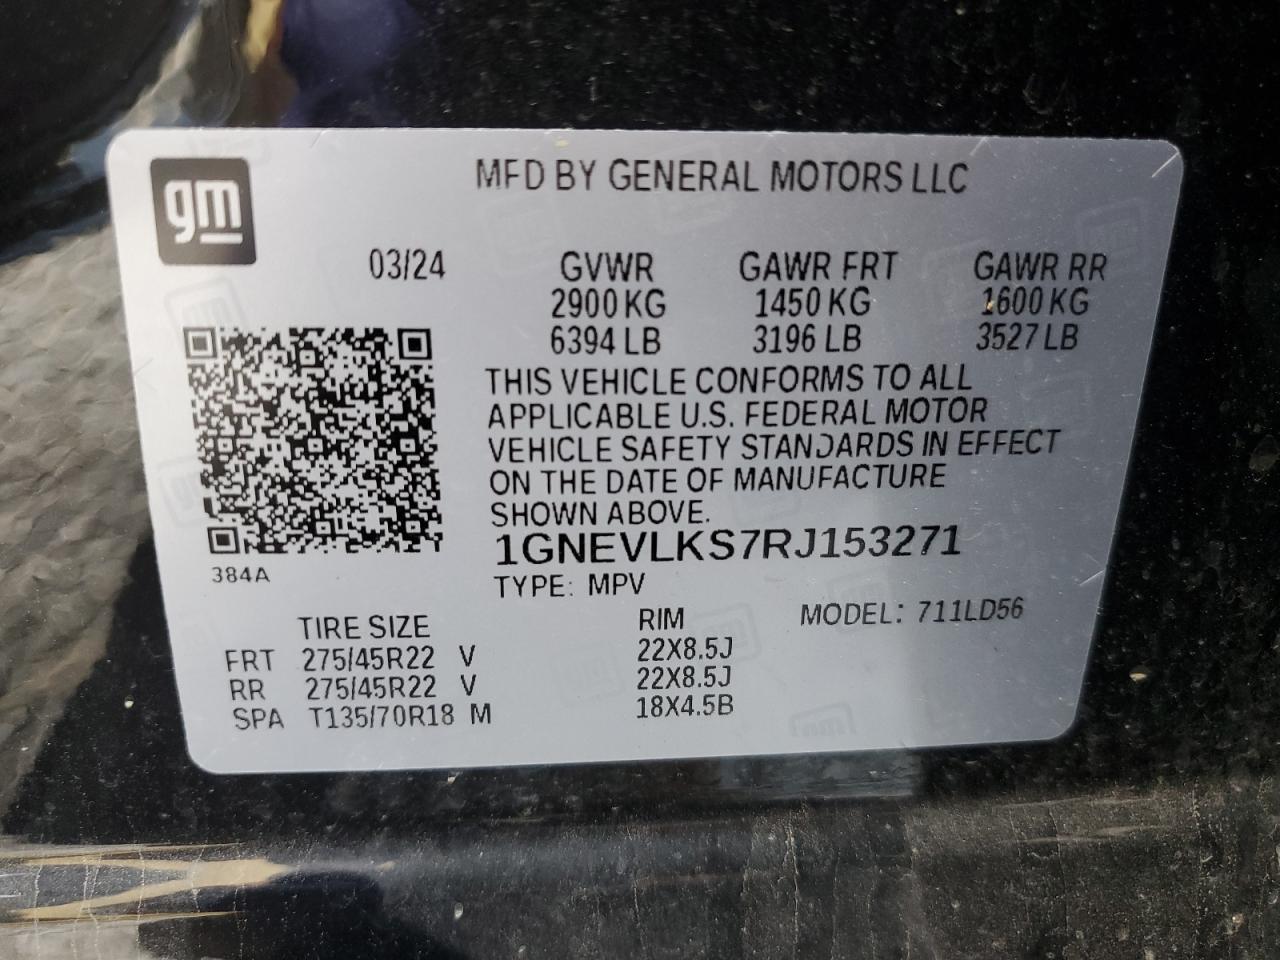 gm
MFD BY GENERAL MOTORS LLC
03/24 GVWR GAWR FRT GAWR RR
2900 KG 1450 KG 1600 KG
6394 LB 3196 LB 3527 LB
THIS VEHICLE CONFORMS TO ALL
APPLICABLE U.S. FEDERAL MOTOR
VEHICLE SAFETY STANDARDS IN EFFECT
ON THE DATE OF MANUFACTURE
SHOWN ABOVE.
1GNEVLKS7RJ153271
384A
TYPE: MPV
MODEL: 711LD56
TIRE SIZE RIM
FRT 275/45R22 V 22X8.5J
RR 275/45R22 V 22X8.5J
SPA T135/70R18 M 18X4.5B